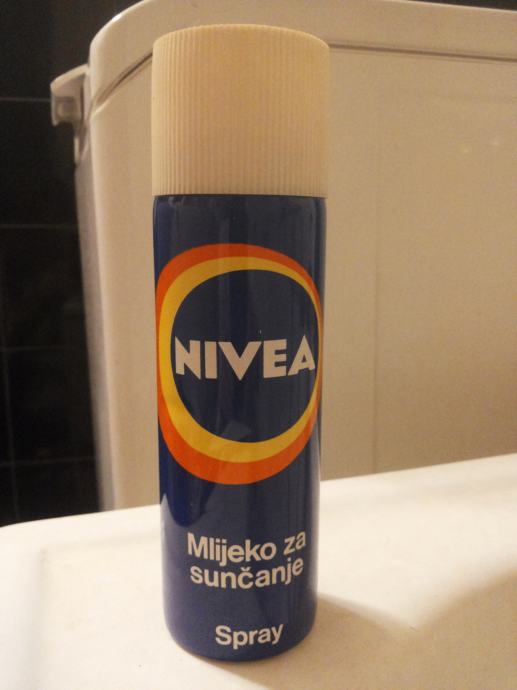 NIVEA
Mlijeko za
sunčanje
Spray